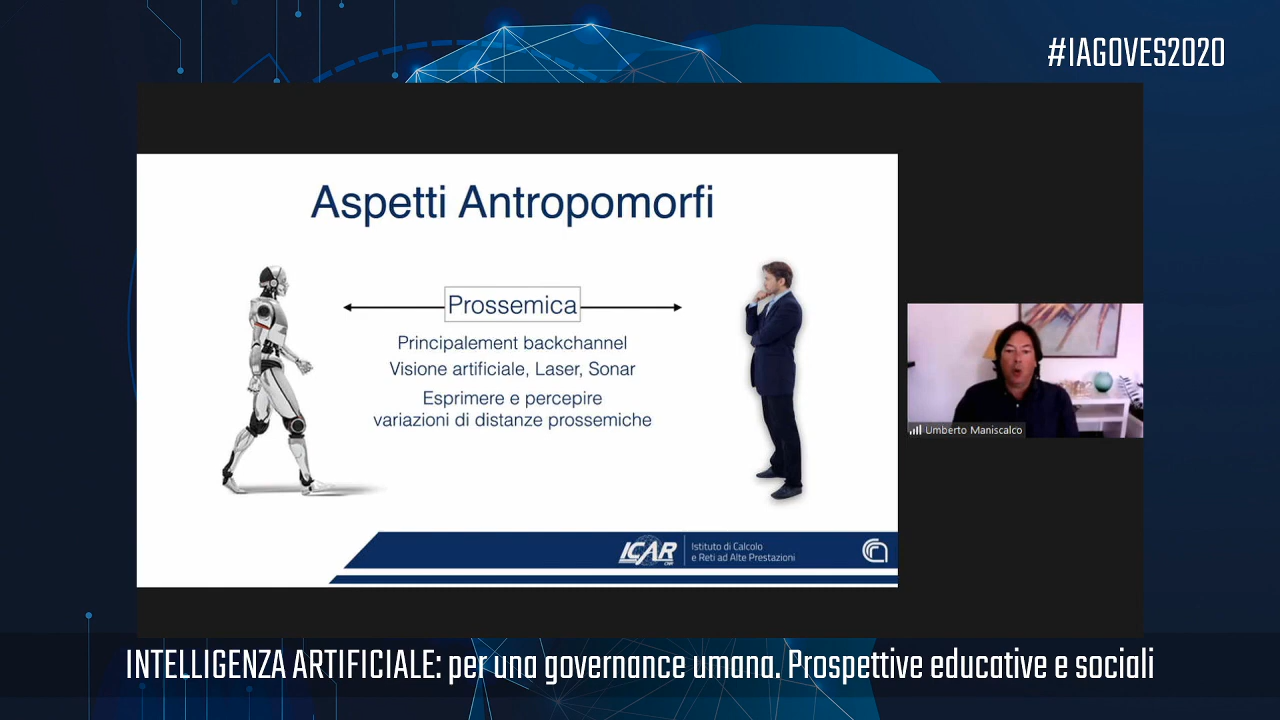 #IAGOVES2020
Aspetti Antropomorfi
Prossemica
Principalement backchannel
Visione artificiale, Laser, Sonar
Esprimere e percepire
variazioni di distanze prossemiche
ICAR
CNR
Istituto di Calcolo
e Reti ad Alte Prestazioni
Umberto Maniscalco
INTELLIGENZA ARTIFICIALE: per una governance umana. Prospettive educative e sociali